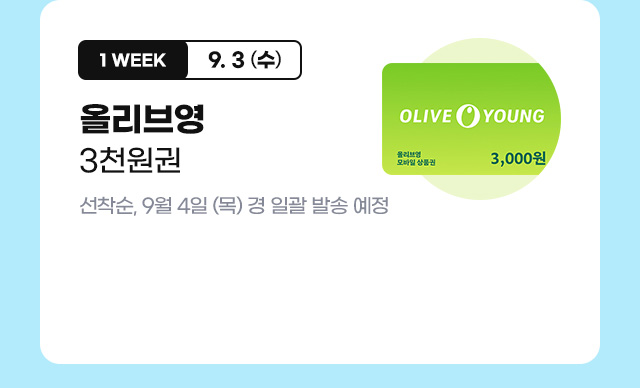 1 WEEK 9. 3 (수)
올리브영
3천원권
선착순, 9월 4일 (목) 경 일괄 발송 예정
OLIVE YOUNG
올리브영
모바일 상품권
3,000원